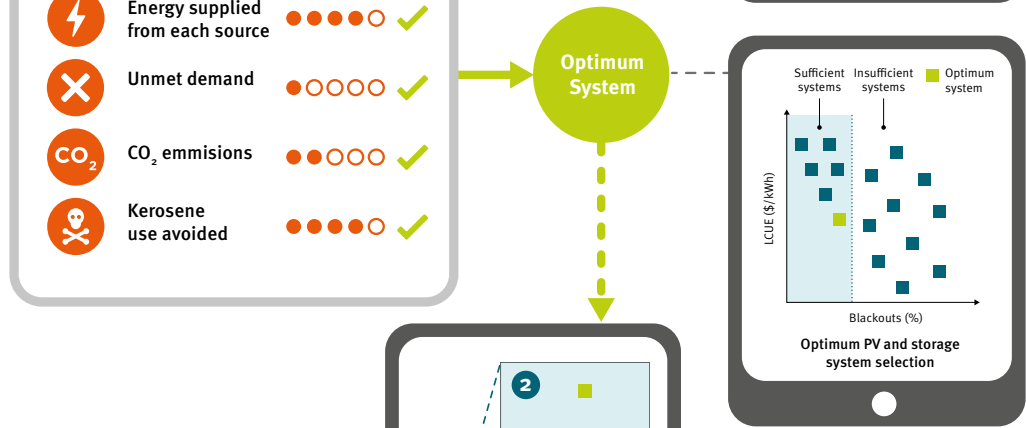 Energy supplied
from each source
Unmet demand
CO₂
CO₂ emmisions
Kerosene
use avoided
Optimum
System
Sufficient
systems
Insufficient
systems
Optimum
system
LCUE ($/kWh)
Blackouts (%)
Optimum PV and storage
system selection
2